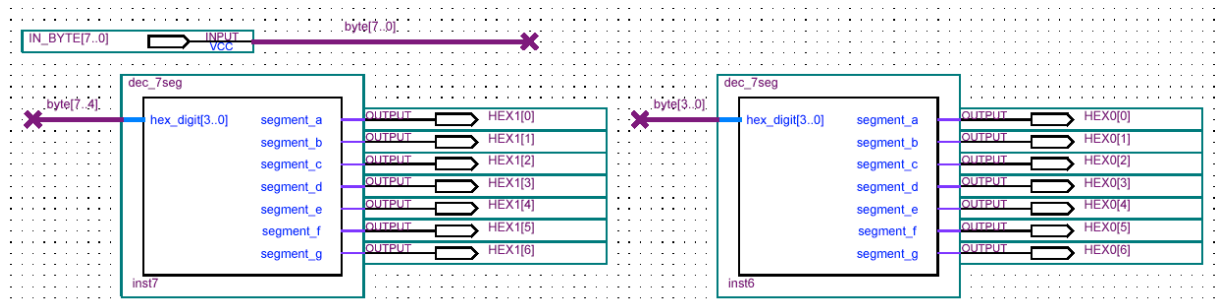 byte[7..0]
IN_BYTE[7..0]
INPUT
VCC
dec_7seg
byte[7..4]
hex_digit[3..0]
segment_a OUTPUT HEX1[0]
segment_b OUTPUT HEX1[1]
segment_c OUTPUT HEX1[2]
segment_d OUTPUT HEX1[3]
segment_e OUTPUT HEX1[4]
segment_f OUTPUT HEX1[5]
segment_g OUTPUT HEX1[6]
inst7
dec_7seg
byte[3..0]
hex_digit[3..0]
segment_a OUTPUT HEX0[0]
segment_b OUTPUT HEX0[1]
segment_c OUTPUT HEX0[2]
segment_d OUTPUT HEX0[3]
segment_e OUTPUT HEX0[4]
segment_f OUTPUT HEX0[5]
segment_g OUTPUT HEX0[6]
inst6